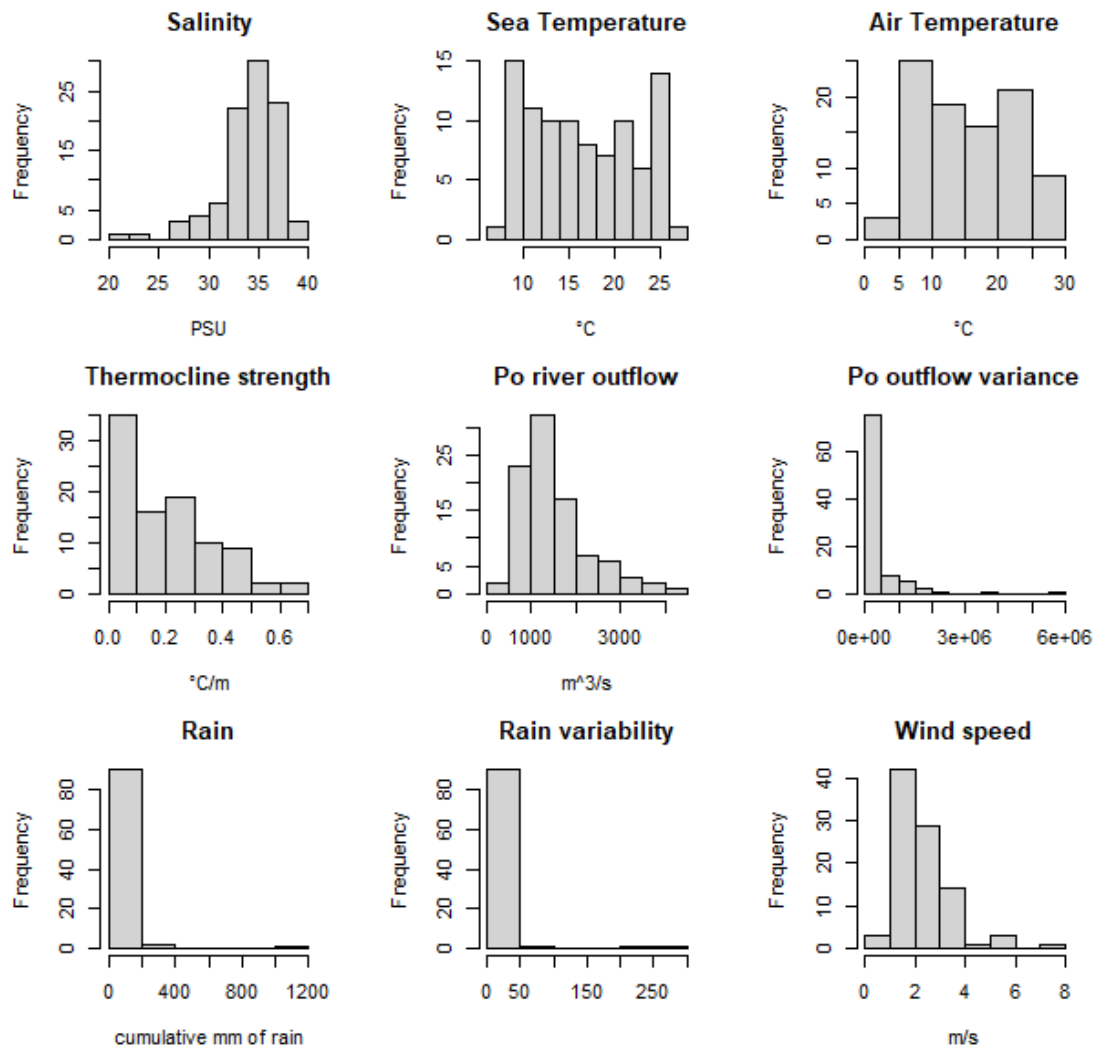 Salinity
Frequency
0 5 15 25
20 25 30 35 40
PSU
Sea Temperature
Frequency
0 5 10 15
10 15 20 25
°C
Air Temperature
Frequency
0 5 10 20
0 5 10 20 30
°C
Thermocline strength
Frequency
0 10 20 30
0.0 0.2 0.4 0.6
°C/m
Po river outflow
Frequency
0 5 15 25
0 1000 3000
m^3/s
Po outflow variance
Frequency
0 20 40 60
0e+00 3e+06 6e+06
Rain
Frequency
0 20 40 60 80
0 400 800 1200
cumulative mm of rain
Rain variability
Frequency
0 20 40 60 80
0 50 150 250
Wind speed
Frequency
0 10 20 30 40
0 2 4 6 8
m/s